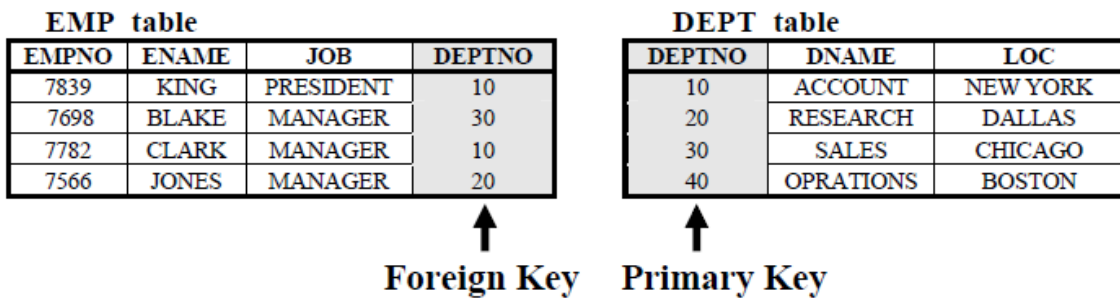 EMP table
EMPNO ENAME JOB DEPTNO
7839 KING PRESIDENT 10
7698 BLAKE MANAGER 30
7782 CLARK MANAGER 10
7566 JONES MANAGER 20
Foreign Key
DEPT table
DEPTNO DNAME LOC
10 ACCOUNT NEW YORK
20 RESEARCH DALLAS
30 SALES CHICAGO
40 OPRATIONS BOSTON
Primary Key